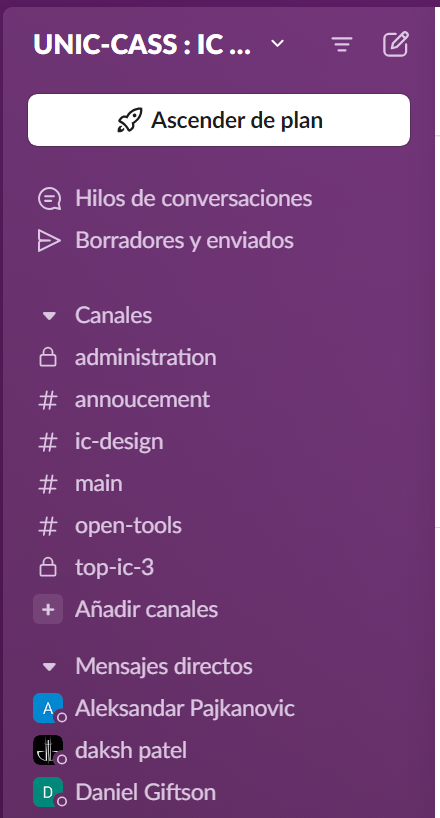 UNIC-CASS : IC ...
Ascender de plan
Hilos de conversaciones
Borradores y enviados
Canales
administration
annoucement
# ic-design
# main
# open-tools
top-ic-3
+ Añadir canales
Mensajes directos
A Aleksandar Pajkanovic
daksh patel
D Daniel Giftson